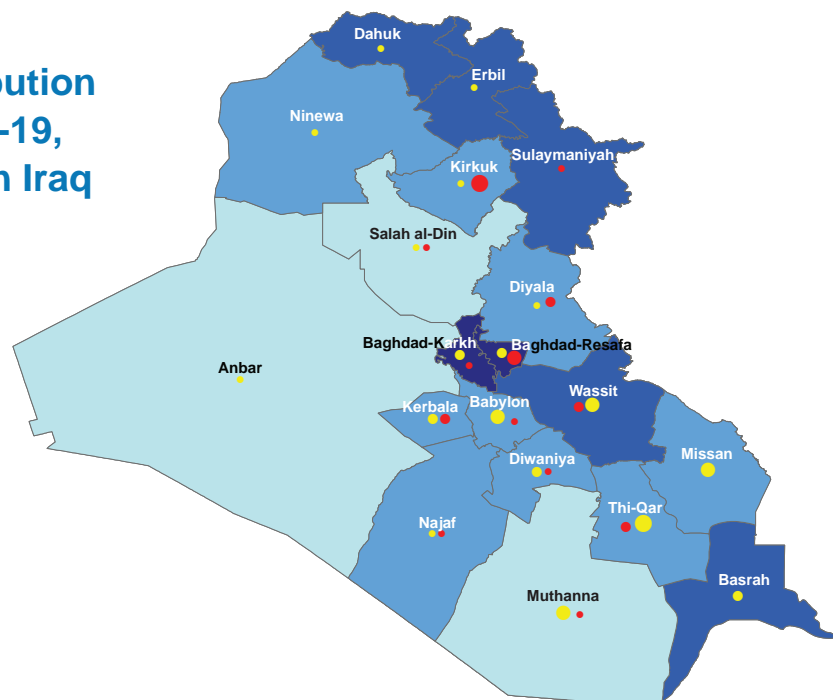 bution
-19,
n Iraq
Dahuk
Erbil
Ninewa
Sulaymaniyah
Kirkuk
Salah al-Din
Diyala
Baghdad-Karkh
Baghdad-Resafa
Anbar
Wassit
Kerbala
Babylon
Missan
Diwaniya
Thi-Qar
Najaf
Basrah
Muthanna